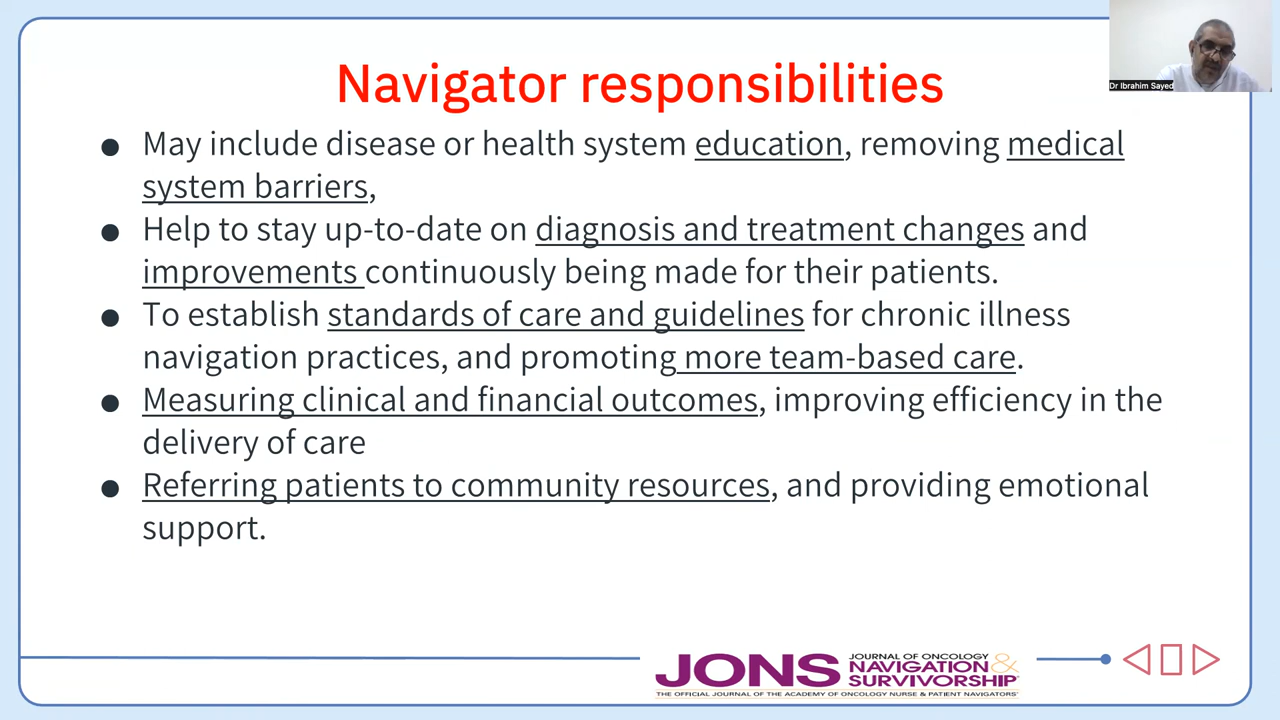 Navigator responsibilities
Dr Ibrahim Sayed
● May include disease or health system education, removing medical
system barriers,
● Help to stay up-to-date on diagnosis and treatment changes and
improvements continuously being made for their patients.
● To establish standards of care and guidelines for chronic illness
navigation practices, and promoting more team-based care.
● Measuring clinical and financial outcomes, improving efficiency in the
delivery of care
● Referring patients to community resources, and providing emotional
support.
JONS JOURNAL OF ONCOLOGY
NAVIGATION &
SURVIVORSHIP
THE OFFICIAL JOURNAL OF THE ACADEMY OF ONCOLOGY NURSE & PATIENT NAVIGATORS